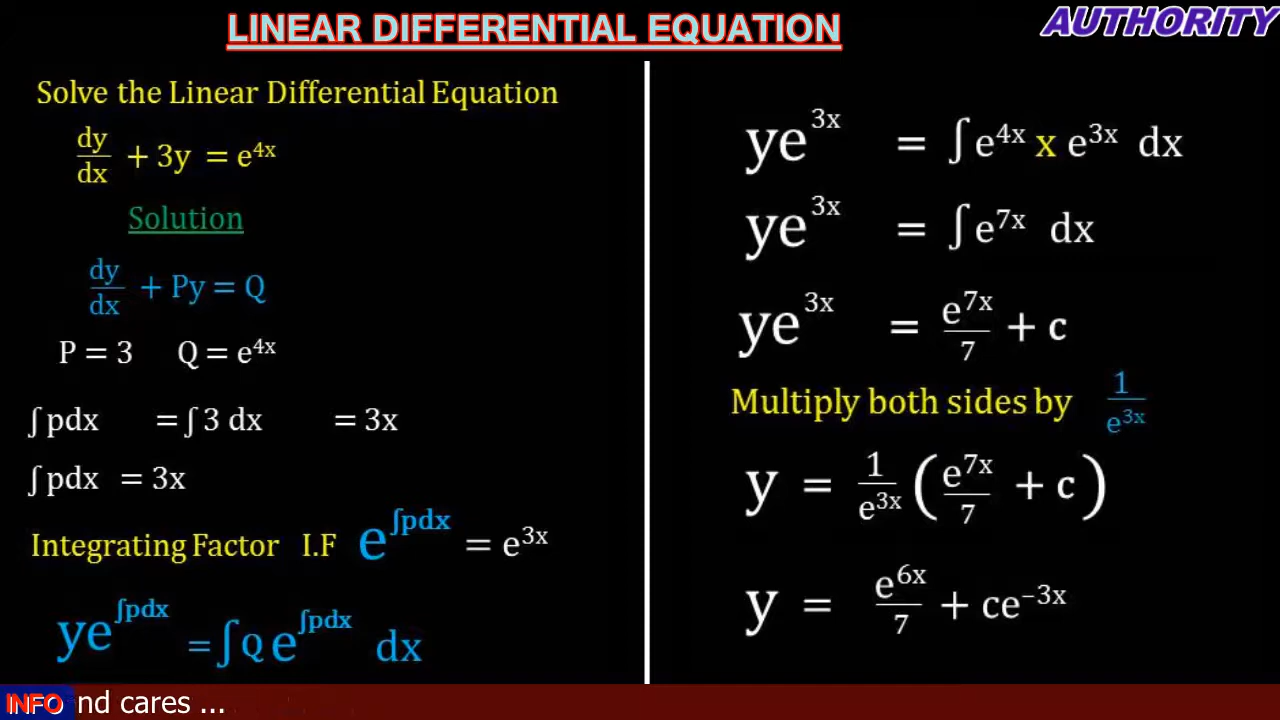 LINEAR DIFFERENTIAL EQUATION
AUTHORITY
Solve the Linear Differential Equation
dy/dx + 3y = e^4x
Solution
dy/dx + Py = Q
P = 3 Q = e^4x
∫ pdx = ∫ 3 dx = 3x
∫ pdx = 3x
Integrating Factor I.F e^∫pdx = e^3x
ye^∫pdx = ∫ Q e^∫pdx dx
ye^3x = ∫ e^4x x e^3x dx
ye^3x = ∫ e^7x dx
ye^3x = e^7x/7 + c
Multiply both sides by 1/e^3x
y = 1/e^3x (e^7x/7 + c)
y = e^6x/7 + ce^-3x
INFO nd cares ...